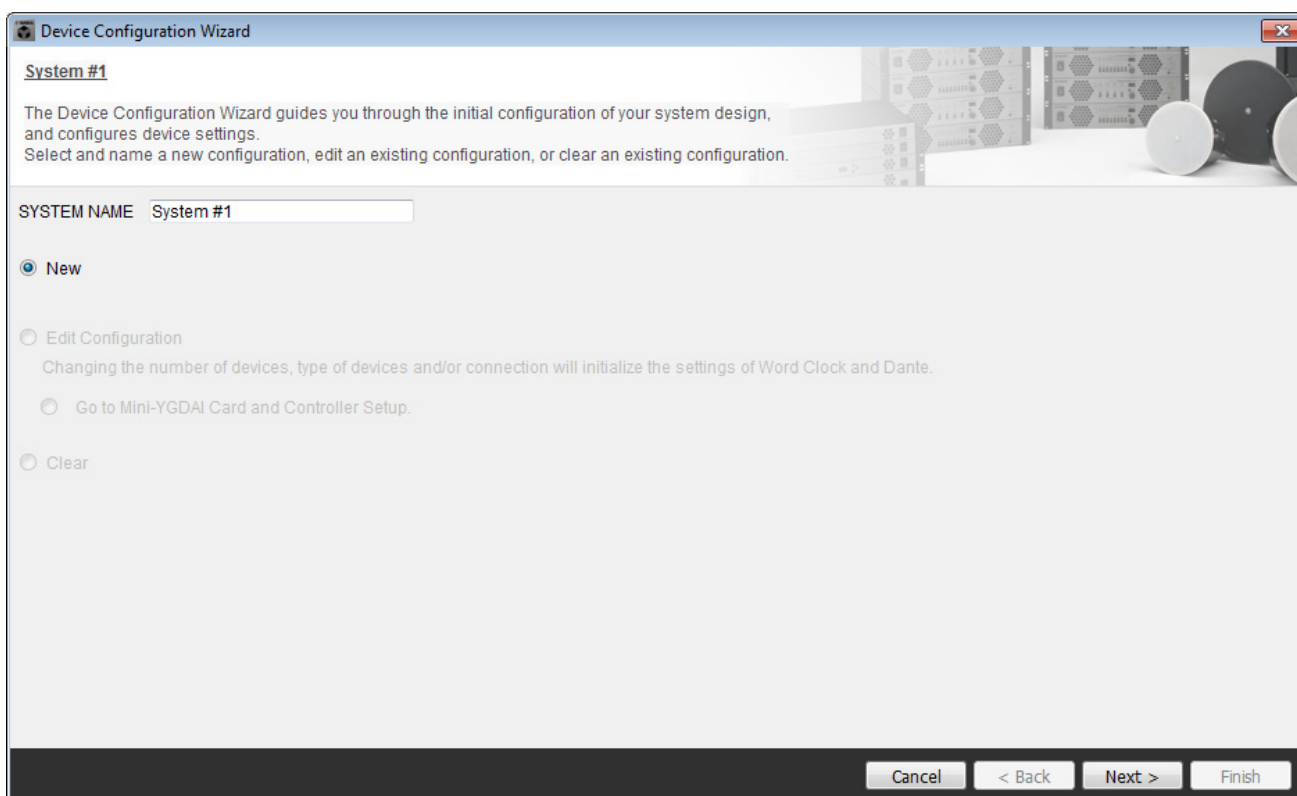 Device Configuration Wizard
System #1
The Device Configuration Wizard guides you through the initial configuration of your system design,
and configures device settings.
Select and name a new configuration, edit an existing configuration, or clear an existing configuration.
SYSTEM NAME System #1
New
Edit Configuration
Changing the number of devices, type of devices and/or connection will initialize the settings of Word Clock and Dante.
Go to Mini-YGDAI Card and Controller Setup.
Clear
Cancel < Back Next > Finish